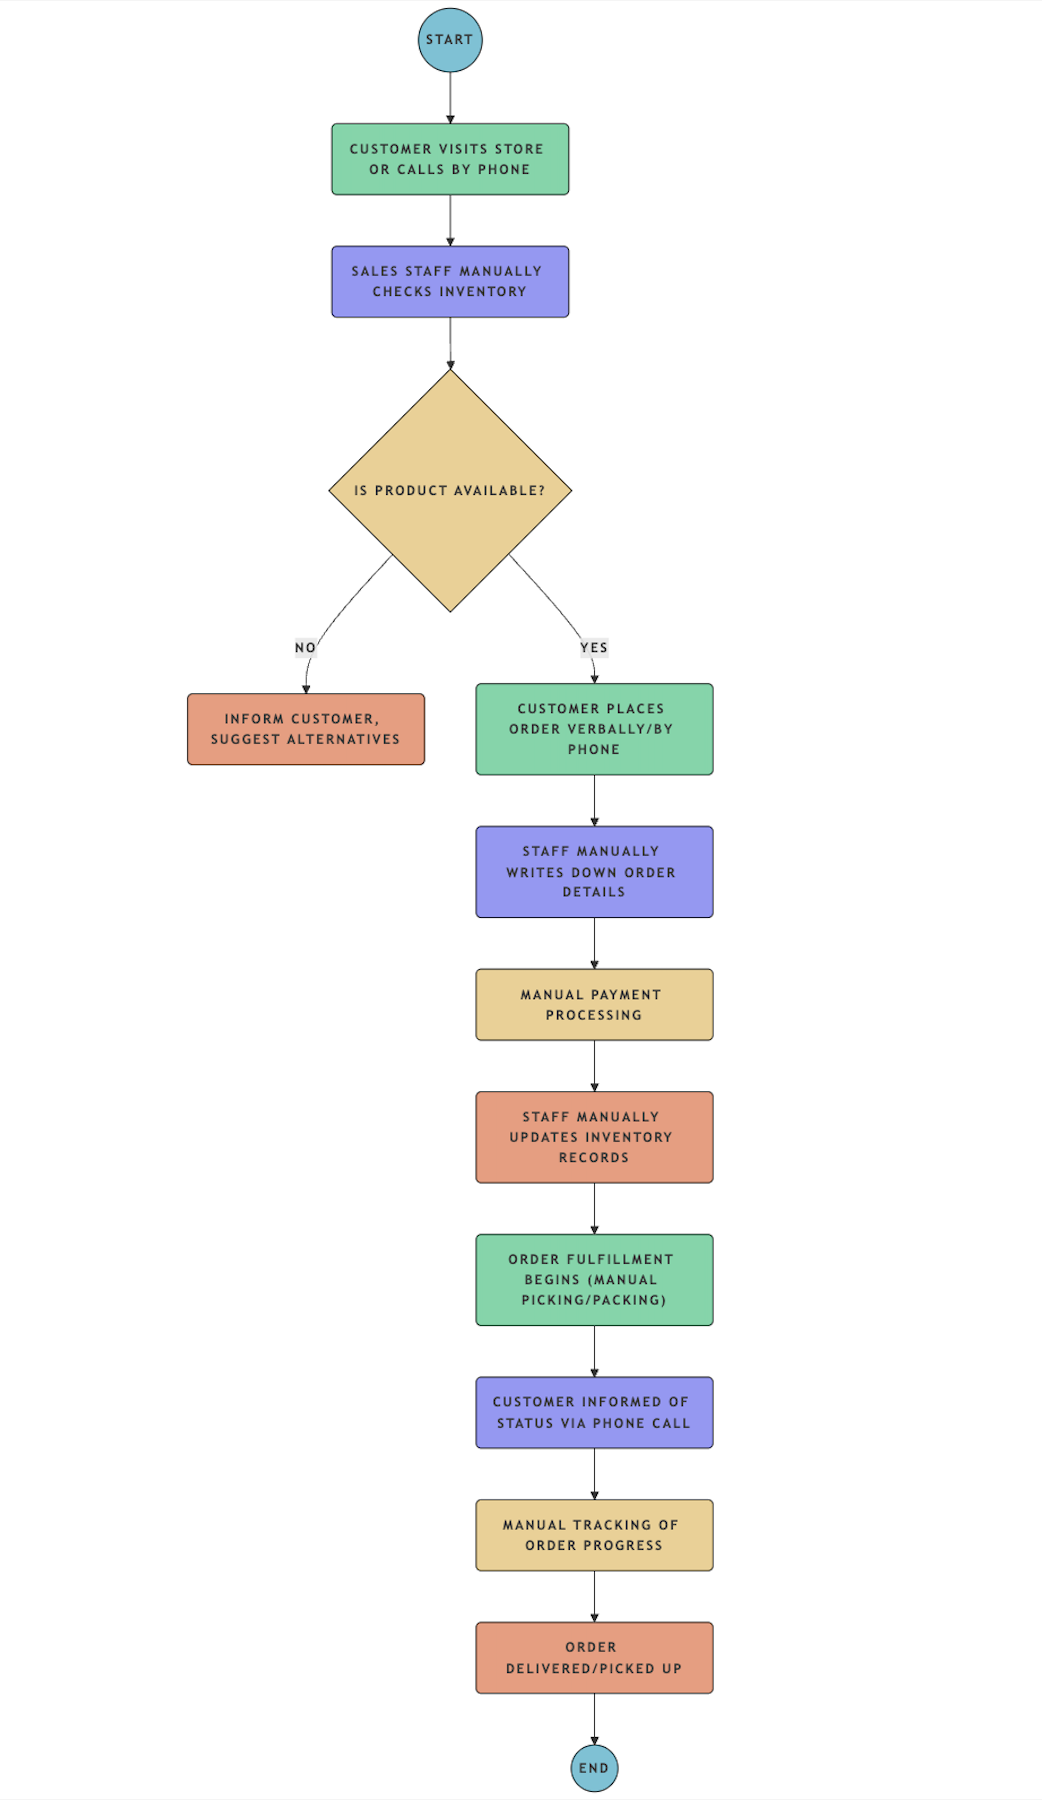 START
CUSTOMER VISITS STORE
OR CALLS BY PHONE
SALES STAFF MANUALLY
CHECKS INVENTORY
IS PRODUCT AVAILABLE?
NO
YES
INFORM CUSTOMER,
SUGGEST ALTERNATIVES
CUSTOMER PLACES
ORDER VERBALLY/BY
PHONE
STAFF MANUALLY
WRITES DOWN ORDER
DETAILS
MANUAL PAYMENT
PROCESSING
STAFF MANUALLY
UPDATES INVENTORY
RECORDS
ORDER FULFILLMENT
BEGINS (MANUAL
PICKING/PACKING)
CUSTOMER INFORMED OF
STATUS VIA PHONE CALL
MANUAL TRACKING OF
ORDER PROGRESS
ORDER
DELIVERED/PICKED UP
END